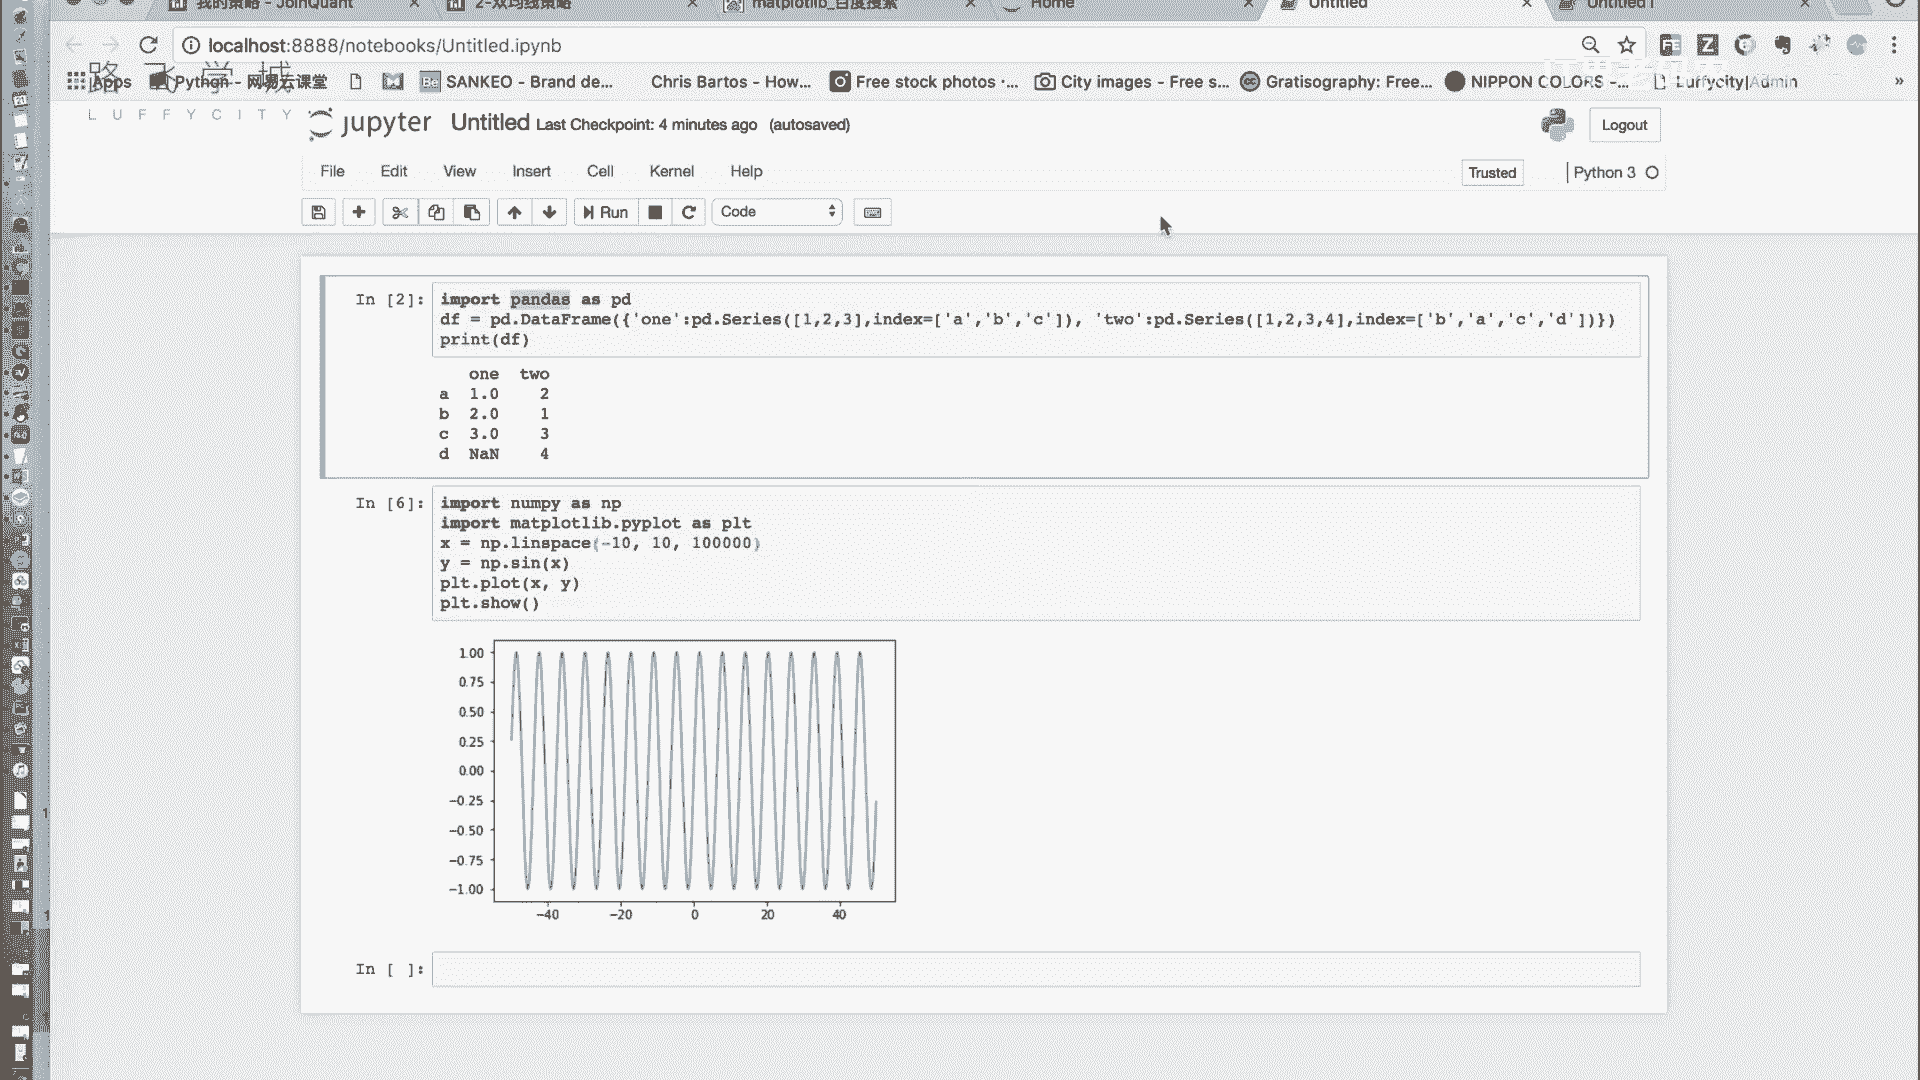 我的策略 - JoinQuant
2-双均线策略
matplotlib_百度搜索
Home
Untitled
Untitled1
localhost:8888/notebooks/Untitled.ipynb
路飞学城
Apps
Python - 网易云课堂
SANKEO - Brand de...
Chris Bartos - How...
Free stock photos ·...
City images - Free s...
Gratisography: Free...
NIPPON COLORS -...
Luffycity|Admin
»
LUFFYCITY
jupyter Untitled Last Checkpoint: 4 minutes ago (autosaved)
Logout
File Edit View Insert Cell Kernel Help
Trusted
Python 3
Run
Code
In [2]:
import pandas as pd
df = pd.DataFrame({'one':pd.Series([1,2,3],index=['a','b','c']), 'two':pd.Series([1,2,3,4],index=['b','a','c','d'])})
print(df)
one two
a 1.0 2
b 2.0 1
c 3.0 3
d NaN 4
In [6]:
import numpy as np
import matplotlib.pyplot as plt
x = np.linspace(-10, 10, 100000)
y = np.sin(x)
plt.plot(x, y)
plt.show()
1.00
0.75
0.50
0.25
0.00
−0.25
−0.50
−0.75
−1.00
−40 −20 0 20 40
In [ ]: